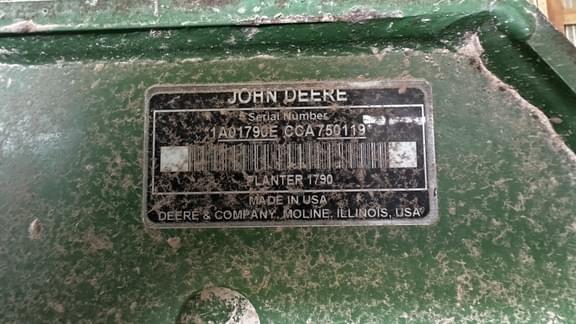 JOHN DEERE
Serial Number
1A01790E CCA750119
PLANTER 1790
MADE IN USA
DEERE & COMPANY, MOLINE, ILLINOIS, USA